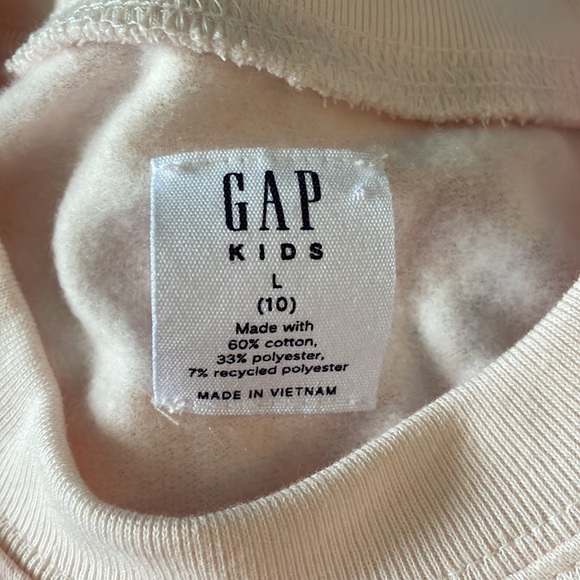 GAP
KIDS
L
(10)
Made with
60% cotton,
33% polyester,
7% recycled polyester
MADE IN VIETNAM